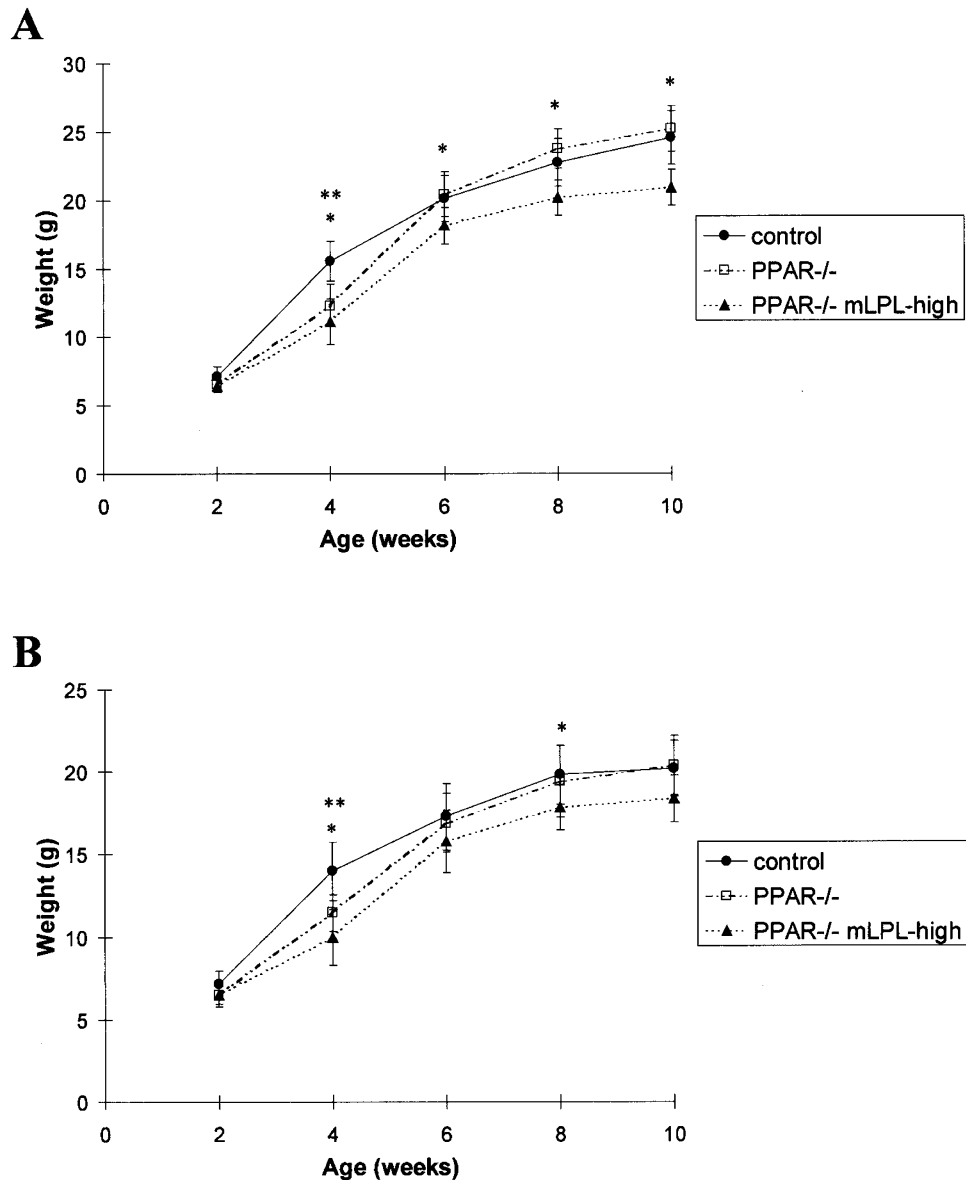 A
30
25
20
15
10
5
0
Weight (g)
**
*
*
*
*
0 2 4 6 8 10
Age (weeks)
control
PPAR-/-
PPAR-/- mLPL-high
B
25
20
15
10
5
0
Weight (g)
**
*
*
0 2 4 6 8 10
Age (weeks)
control
PPAR-/-
PPAR-/- mLPL-high